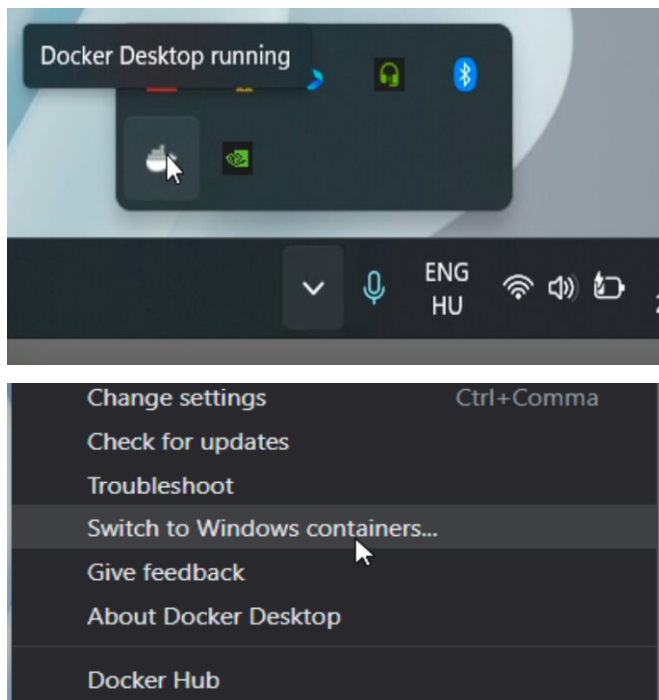 Docker Desktop running
ENG
HU
Change settings Ctrl+Comma
Check for updates
Troubleshoot
Switch to Windows containers...
Give feedback
About Docker Desktop
Docker Hub